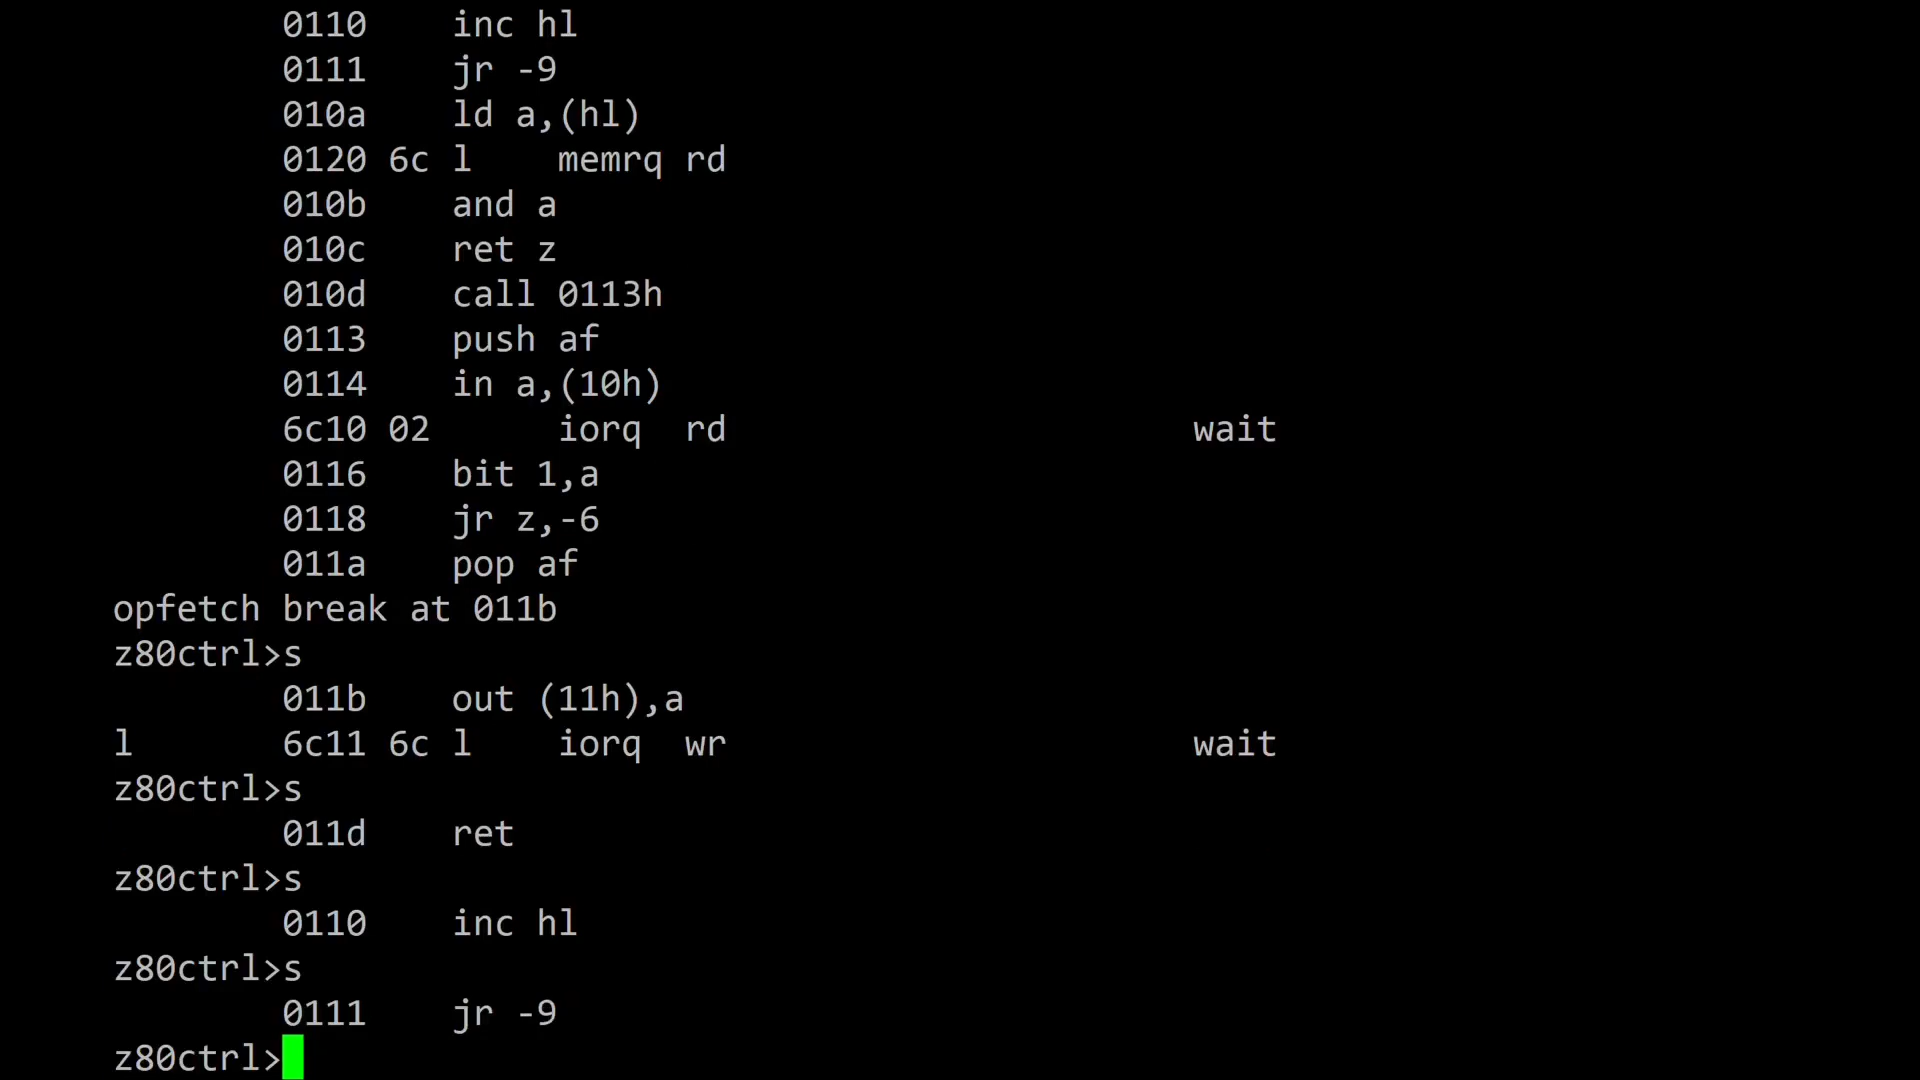 0110    inc hl
0111    jr -9
010a    ld a,(hl)
0120 6c l    memrq rd
010b    and a
010c    ret z
010d    call 0113h
0113    push af
0114    in a,(10h)
6c10 02      iorq  rd                      wait
0116    bit 1,a
0118    jr z,-6
011a    pop af
opfetch break at 011b
z80ctrl>s
011b    out (11h),a
l       6c11 6c l    iorq  wr                      wait
z80ctrl>s
011d    ret
z80ctrl>s
0110    inc hl
z80ctrl>s
0111    jr -9
z80ctrl>